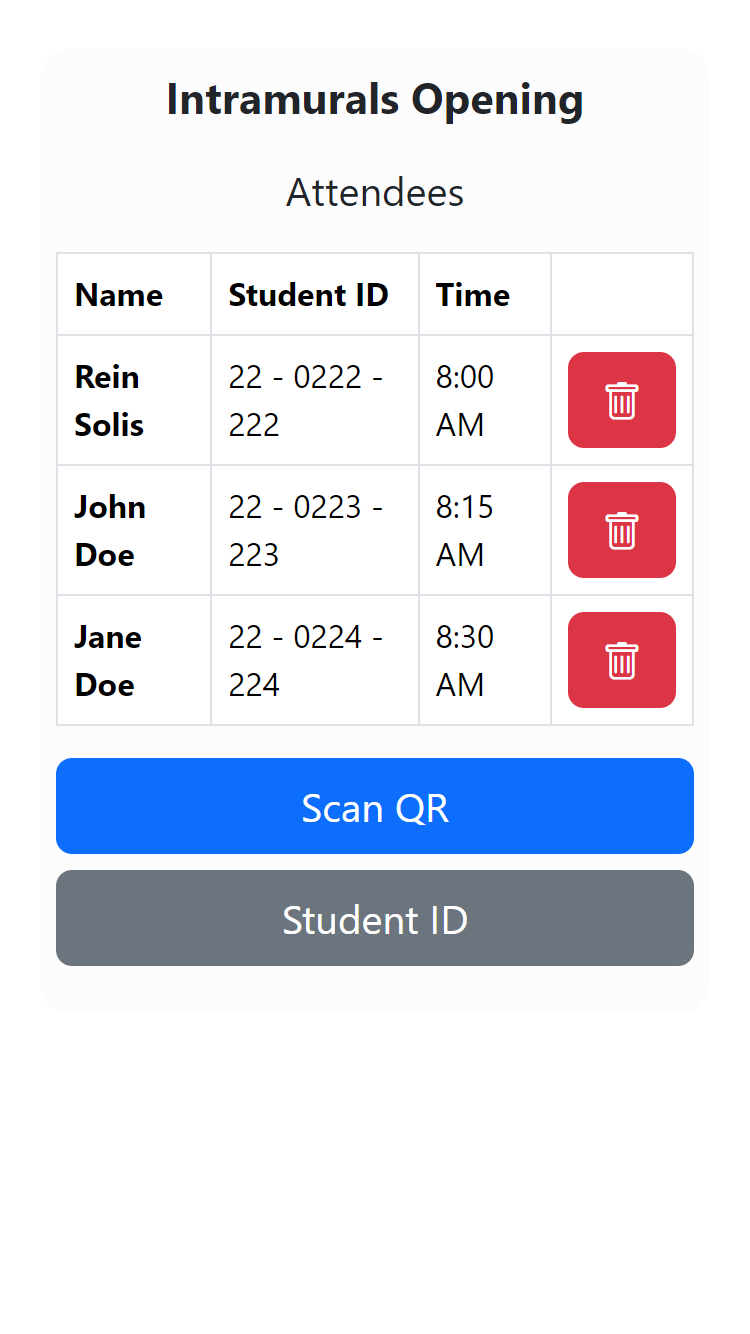 Intramurals Opening
Attendees
Name Student ID Time
Rein 22 - 0222 - 8:00
Solis 222 AM
John 22 - 0223 - 8:15
Doe 223 AM
Jane 22 - 0224 - 8:30
Doe 224 AM
Scan QR
Student ID